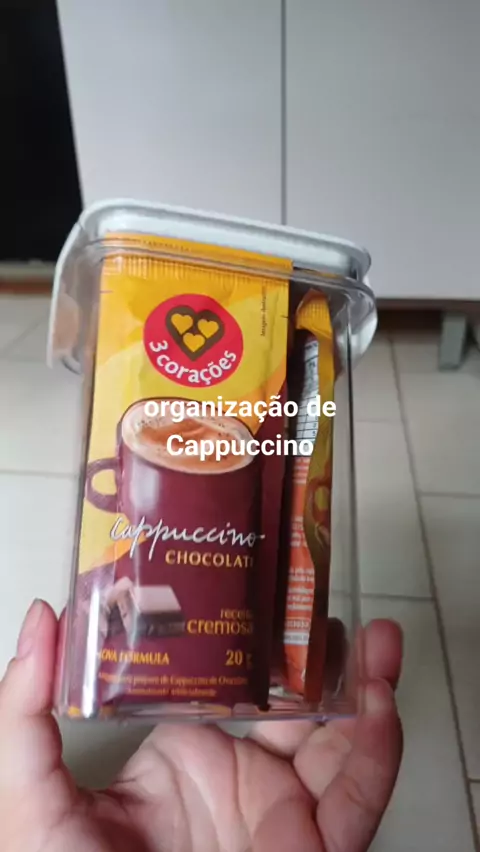 3 corações
organização de
Cappuccino
Cappuccino
CHOCOLATE
receita
cremosa
NOVA FÓRMULA
20 g